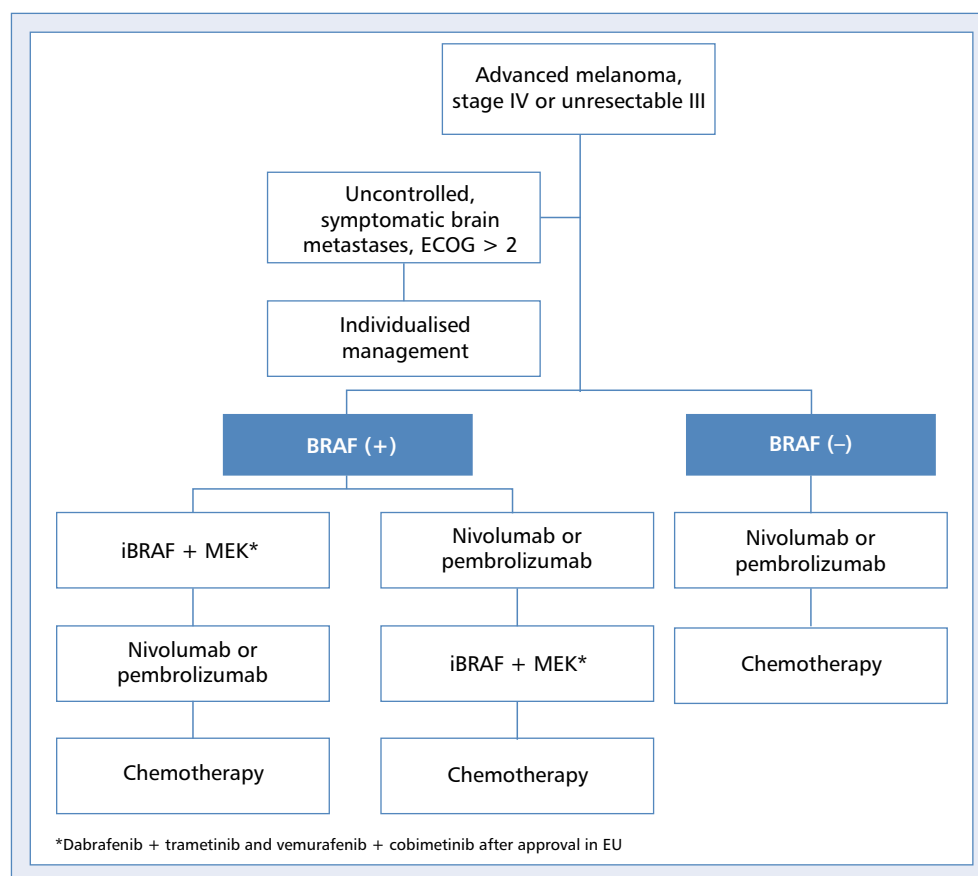 Advanced melanoma,
stage IV or unresectable III
Uncontrolled,
symptomatic brain
metastases, ECOG > 2
Individualised
management
BRAF (+)
BRAF (–)
iBRAF + MEK*
Nivolumab or
pembrolizumab
Nivolumab or
pembrolizumab
Nivolumab or
pembrolizumab
iBRAF + MEK*
Chemotherapy
Chemotherapy
Chemotherapy
*Dabrafenib + trametinib and vemurafenib + cobimetinib after approval in EU